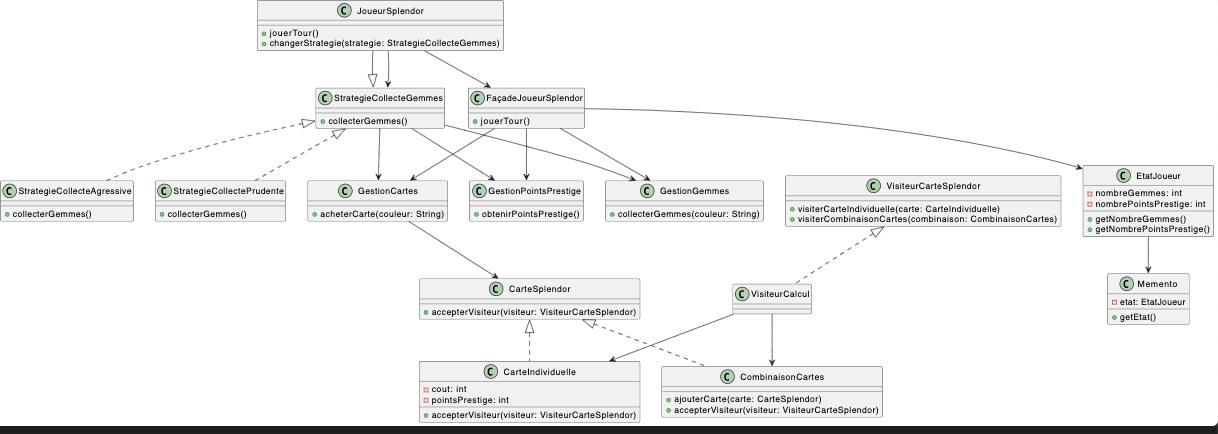 C JoueurSplendor
jouerTour()
changerStrategie(strategie: StrategieCollecteGemmes)
C StrategieCollecteGemmes
collecterGemmes()
C FaçadeJoueurSplendor
jouerTour()
C StrategieCollecteAgressive
collecterGemmes()
C StrategieCollectePrudente
collecterGemmes()
C GestionCartes
acheterCarte(couleur: String)
C GestionPointsPrestige
obtenirPointsPrestige()
C GestionGemmes
collecterGemmes(couleur: String)
C VisiteurCarteSplendor
visiterCarteIndividuelle(carte: CarteIndividuelle)
visiterCombinaisonCartes(combinaison: CombinaisonCartes)
C EtatJoueur
nombreGemmes: int
nombrePointsPrestige: int
getNombreGemmes()
getNombrePointsPrestige()
C CarteSplendor
accepterVisiteur(visiteur: VisiteurCarteSplendor)
C VisiteurCalcul
C Memento
etat: EtatJoueur
getEtat()
C CarteIndividuelle
cout: int
pointsPrestige: int
accepterVisiteur(visiteur: VisiteurCarteSplendor)
C CombinaisonCartes
ajouterCarte(carte: CarteSplendor)
accepterVisiteur(visiteur: VisiteurCarteSplendor)